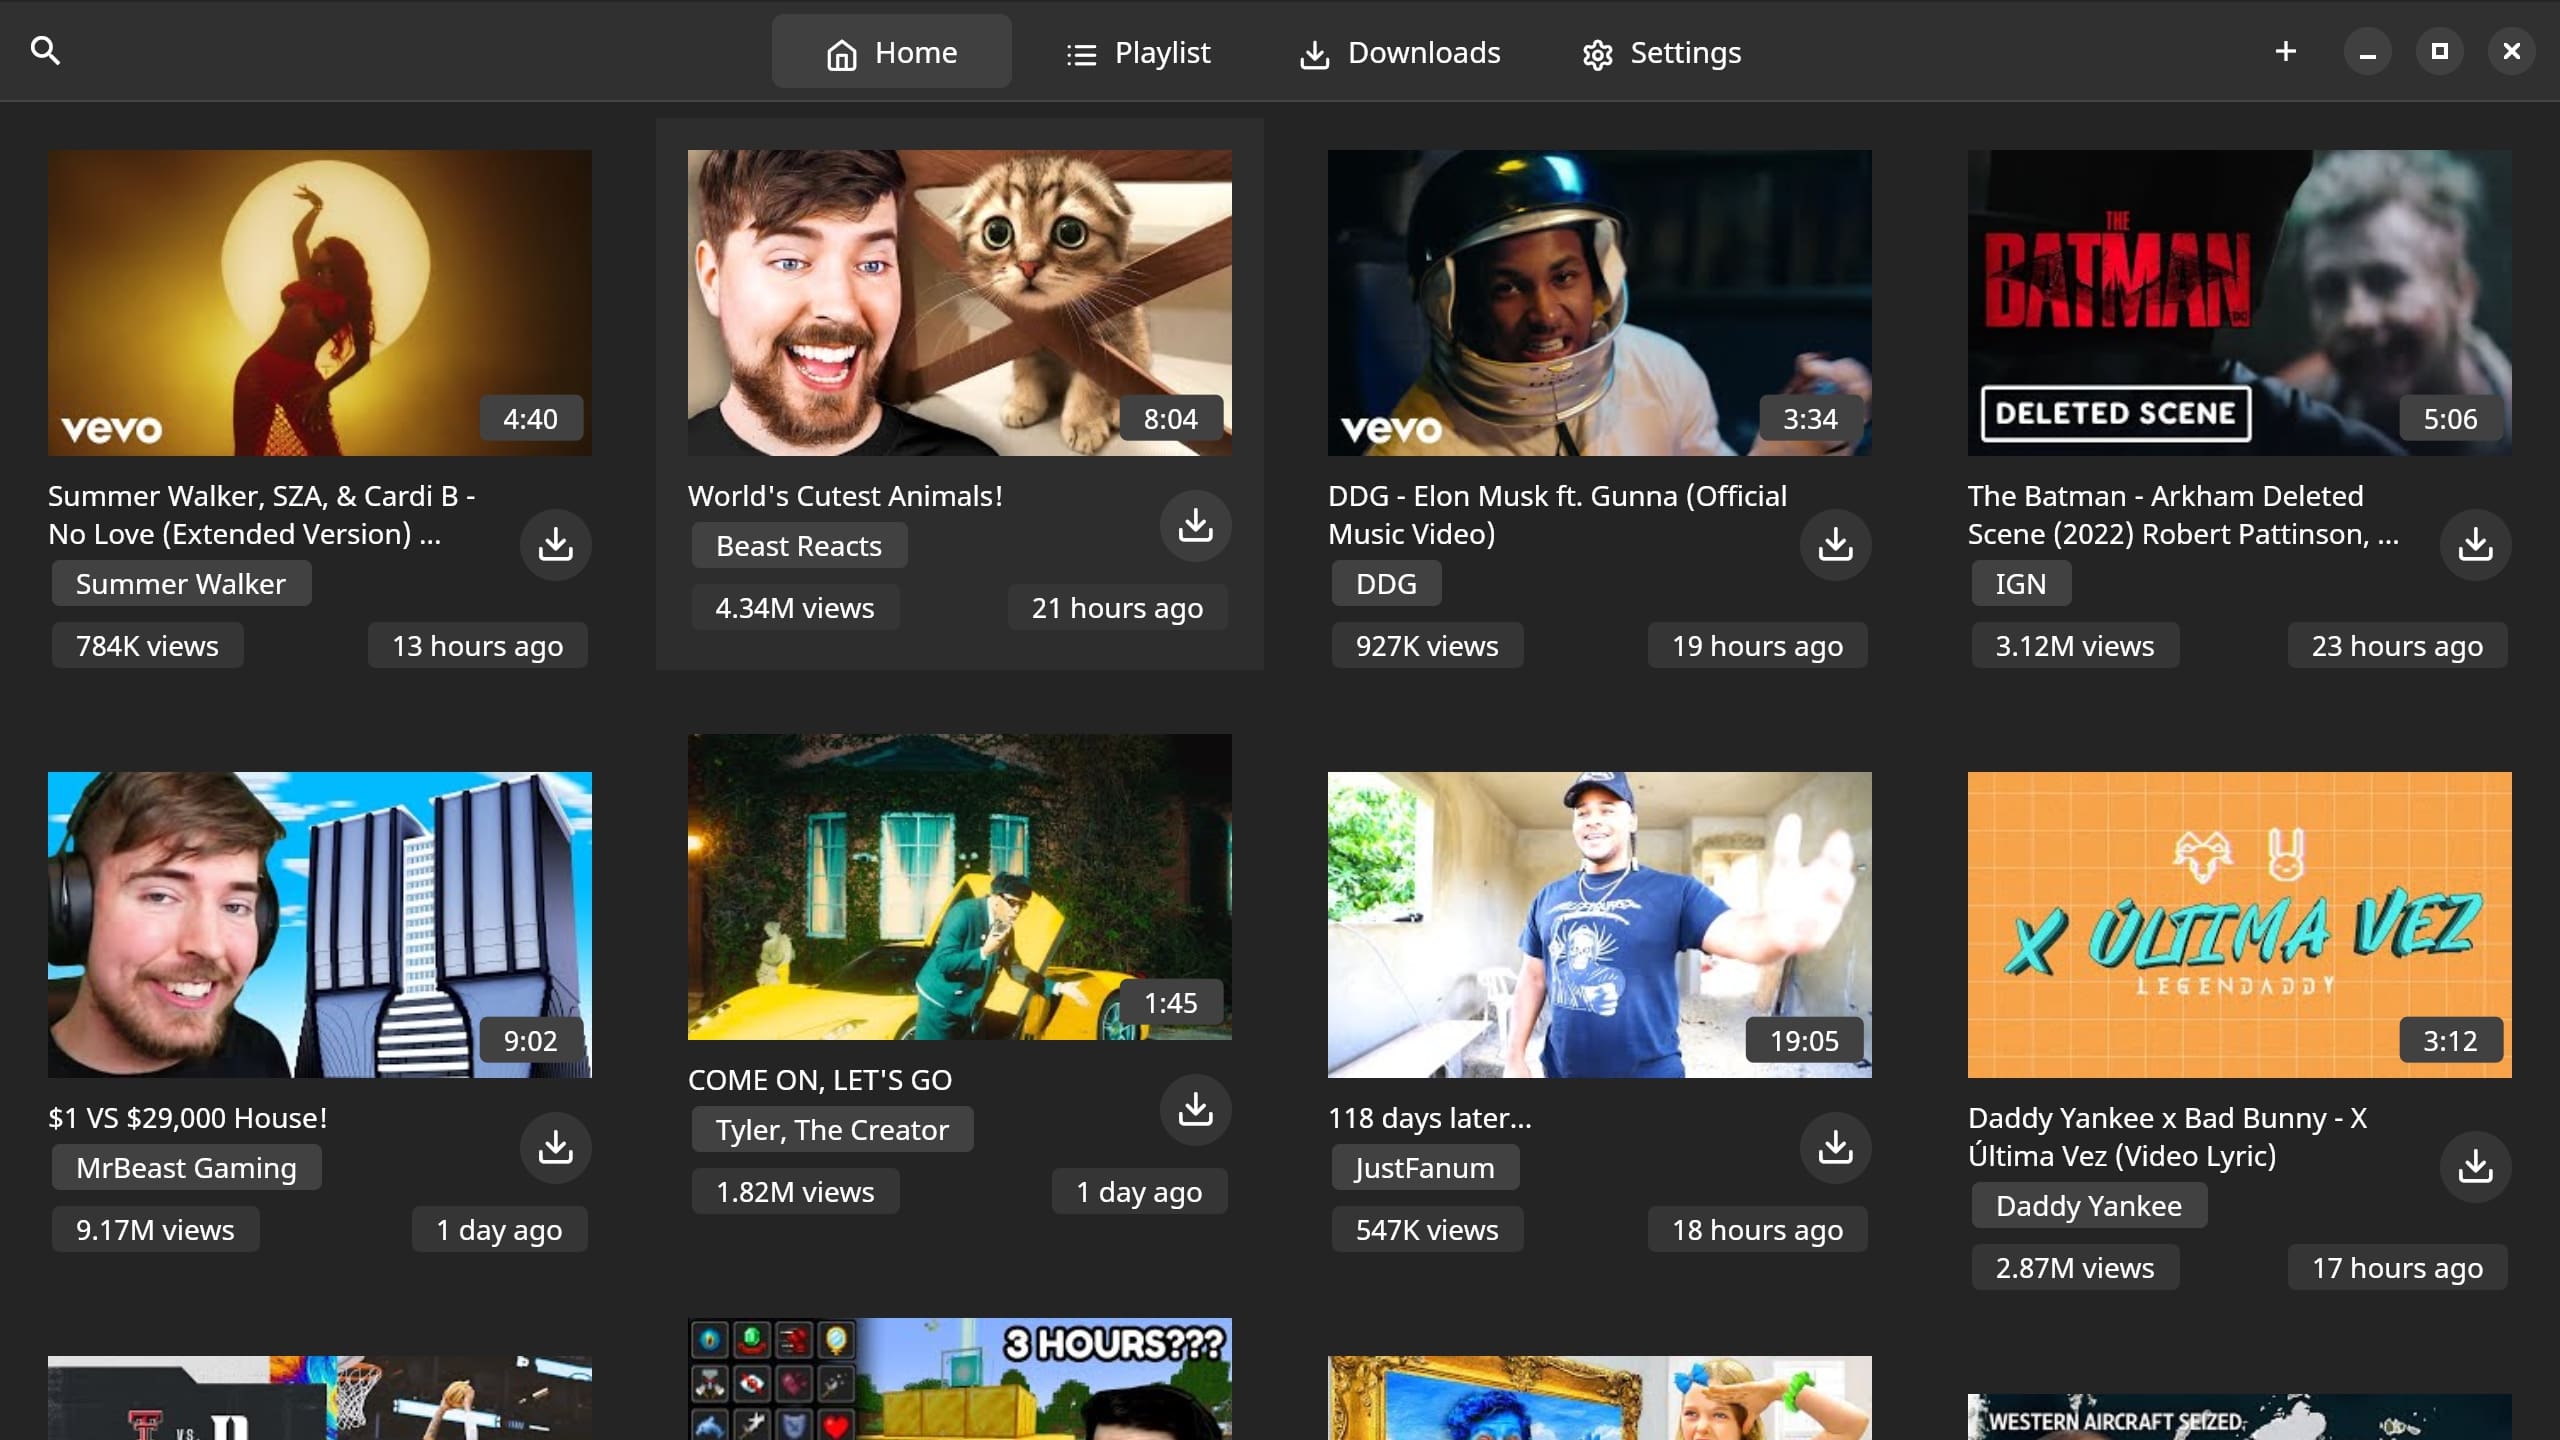 Home
Playlist
Downloads
Settings
vevo
4:40
Summer Walker, SZA, & Cardi B -
No Love (Extended Version) ...
Summer Walker
784K views
13 hours ago
8:04
World's Cutest Animals!
Beast Reacts
4.34M views
21 hours ago
vevo
3:34
DDG - Elon Musk ft. Gunna (Official
Music Video)
DDG
927K views
19 hours ago
THE
BATMAN
DELETED SCENE
5:06
The Batman - Arkham Deleted
Scene (2022) Robert Pattinson, ...
IGN
3.12M views
23 hours ago
9:02
$1 VS $29,000 House!
MrBeast Gaming
9.17M views
1 day ago
1:45
COME ON, LET'S GO
Tyler, The Creator
1.82M views
1 day ago
19:05
118 days later...
JustFanum
547K views
18 hours ago
X ÚLTIMA VEZ
LEGENDADDY
3:12
Daddy Yankee x Bad Bunny - X
Última Vez (Video Lyric)
Daddy Yankee
2.87M views
17 hours ago
VS.
3 HOURS???
WESTERN AIRCRAFT SEIZED.